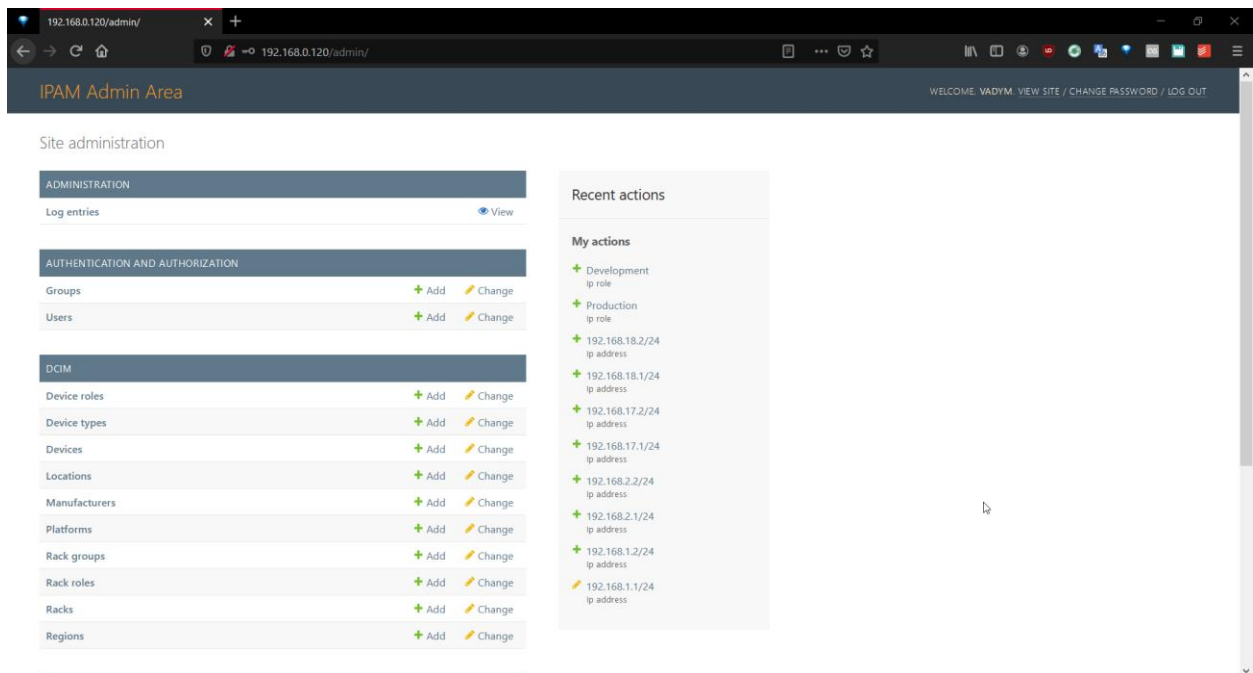 192.168.0.120/admin/
192.168.0.120/admin/
IPAM Admin Area
WELCOME, VADYM. VIEW SITE / CHANGE PASSWORD / LOG OUT
Site administration
ADMINISTRATION
Log entries View
AUTHENTICATION AND AUTHORIZATION
Groups Add Change
Users Add Change
DCIM
Device roles Add Change
Device types Add Change
Devices Add Change
Locations Add Change
Manufacturers Add Change
Platforms Add Change
Rack groups Add Change
Rack roles Add Change
Racks Add Change
Regions Add Change
Recent actions
My actions
Development
Ip role
Production
Ip role
192.168.18.2/24
Ip address
192.168.18.1/24
Ip address
192.168.17.2/24
Ip address
192.168.17.1/24
Ip address
192.168.2.2/24
Ip address
192.168.2.1/24
Ip address
192.168.1.2/24
Ip address
192.168.1.1/24
Ip address